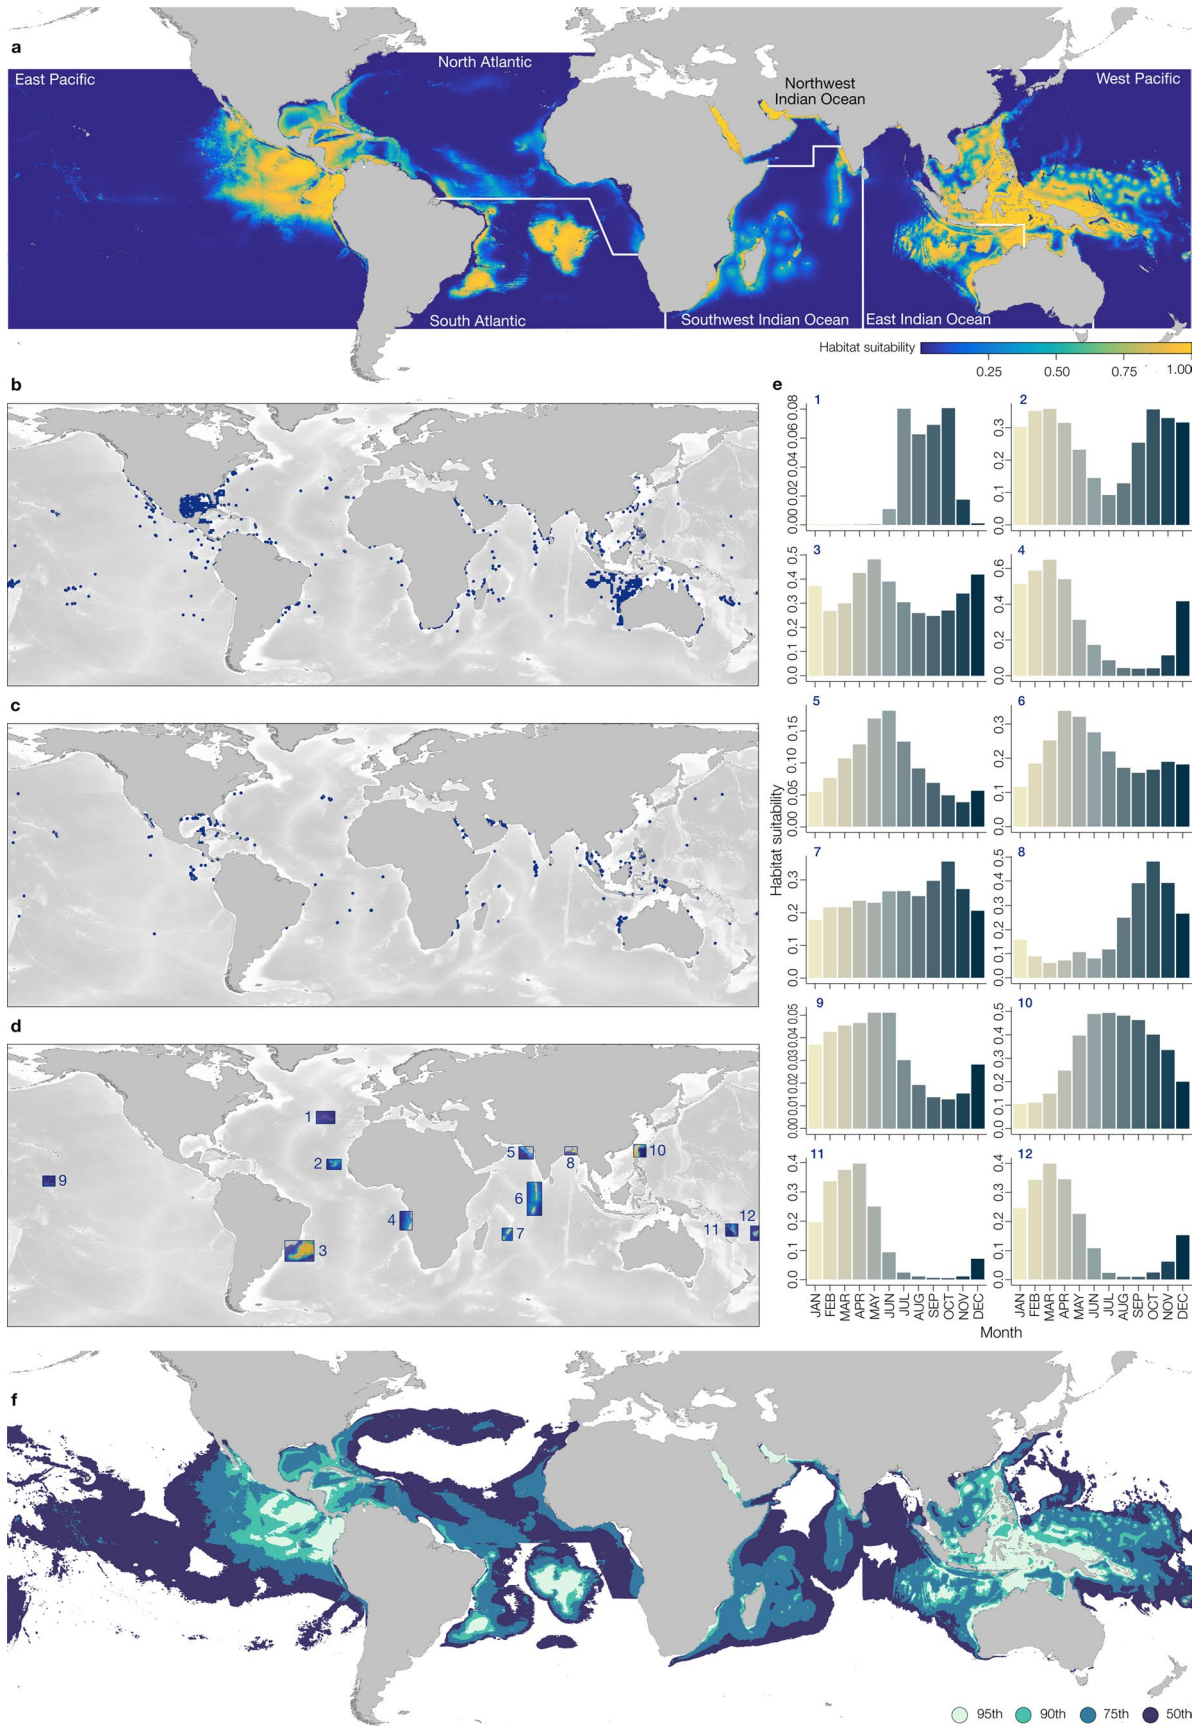 a
North Atlantic
East Pacific
Northwest
Indian Ocean
West Pacific
South Atlantic
Southwest Indian Ocean
East Indian Ocean
Habitat suitability
0.25 0.50 0.75 1.00
b
c
d
1
2
3
4
5
6
7
8
9
10
11
12
e
Habitat suitability
1
0.00 0.02 0.04 0.06 0.08
2
0.0 0.1 0.2 0.3
3
0.0 0.1 0.2 0.3 0.4 0.5
4
0.0 0.2 0.4 0.6
5
0.00 0.05 0.10 0.15
6
0.0 0.1 0.2 0.3
7
0.0 0.1 0.2 0.3
8
0.0 0.1 0.2 0.3 0.4 0.5
9
0.00 0.01 0.02 0.03 0.04 0.05
10
0.0 0.1 0.2 0.3 0.4 0.5
11
0.0 0.1 0.2 0.3 0.4
12
0.0 0.1 0.2 0.3 0.4
JAN FEB MAR APR MAY JUN JUL AUG SEP OCT NOV DEC
JAN FEB MAR APR MAY JUN JUL AUG SEP OCT NOV DEC
Month
f
95th 90th 75th 50th